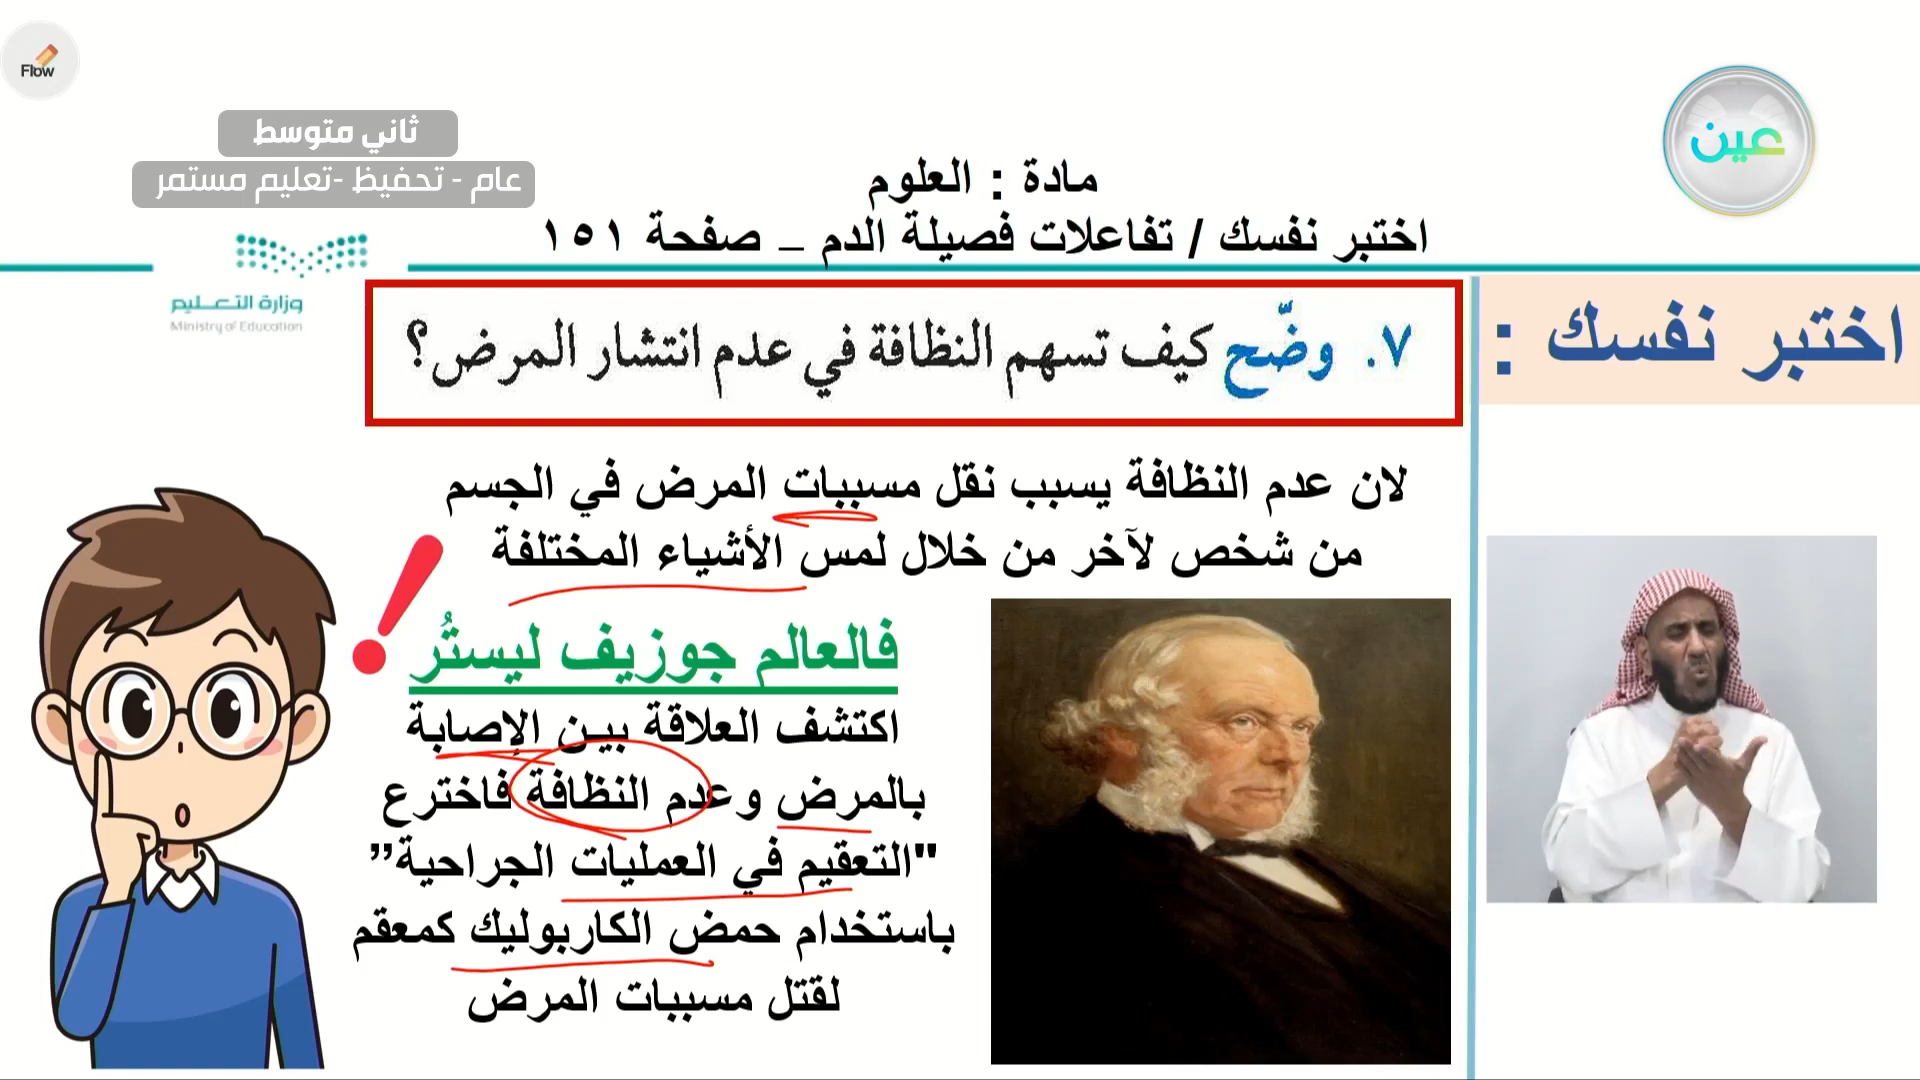 Flow
ثاني متوسط
عام - تحفيظ -تعليم مستمر
عين
مادة : العلوم
اختبر نفسك / تفاعلات فصيلة الدم – صفحة ١٥١
وزارة التعـــليم
Ministry of Education
اختبر نفسك :
٧. وضّح كيف تسهم النظافة في عدم انتشار المرض؟
لان عدم النظافة يسبب نقل مسببات المرض في الجسم
من شخص لآخر من خلال لمس الأشياء المختلفة
فالعالم جوزيف ليستُر
اكتشف العلاقة بين الإصابة
بالمرض وعدم النظافة فاخترع
"التعقيم في العمليات الجراحية”
باستخدام حمض الكاربوليك كمعقم
لقتل مسببات المرض